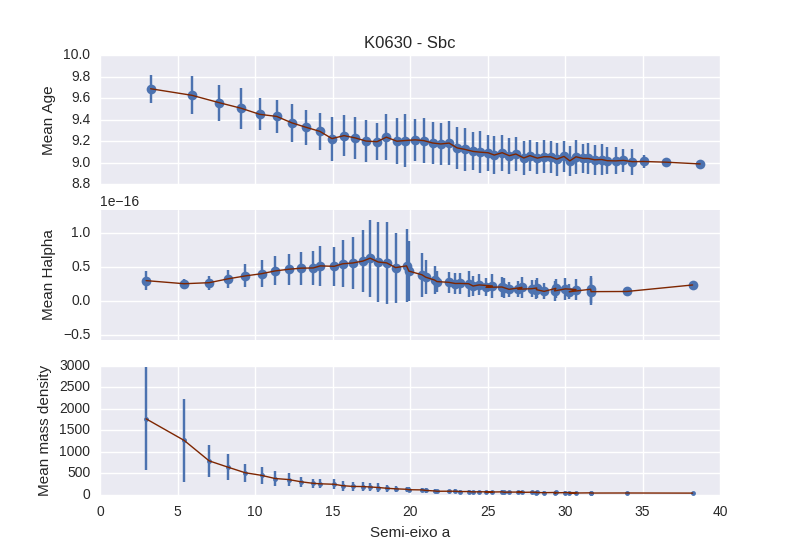 K0630 - Sbc
Mean Age
10.0
9.8
9.6
9.4
9.2
9.0
8.8
1e−16
Mean Halpha
1.0
0.5
0.0
−0.5
Mean mass density
3000
2500
2000
1500
1000
500
0
0 5 10 15 20 25 30 35 40
Semi-eixo a